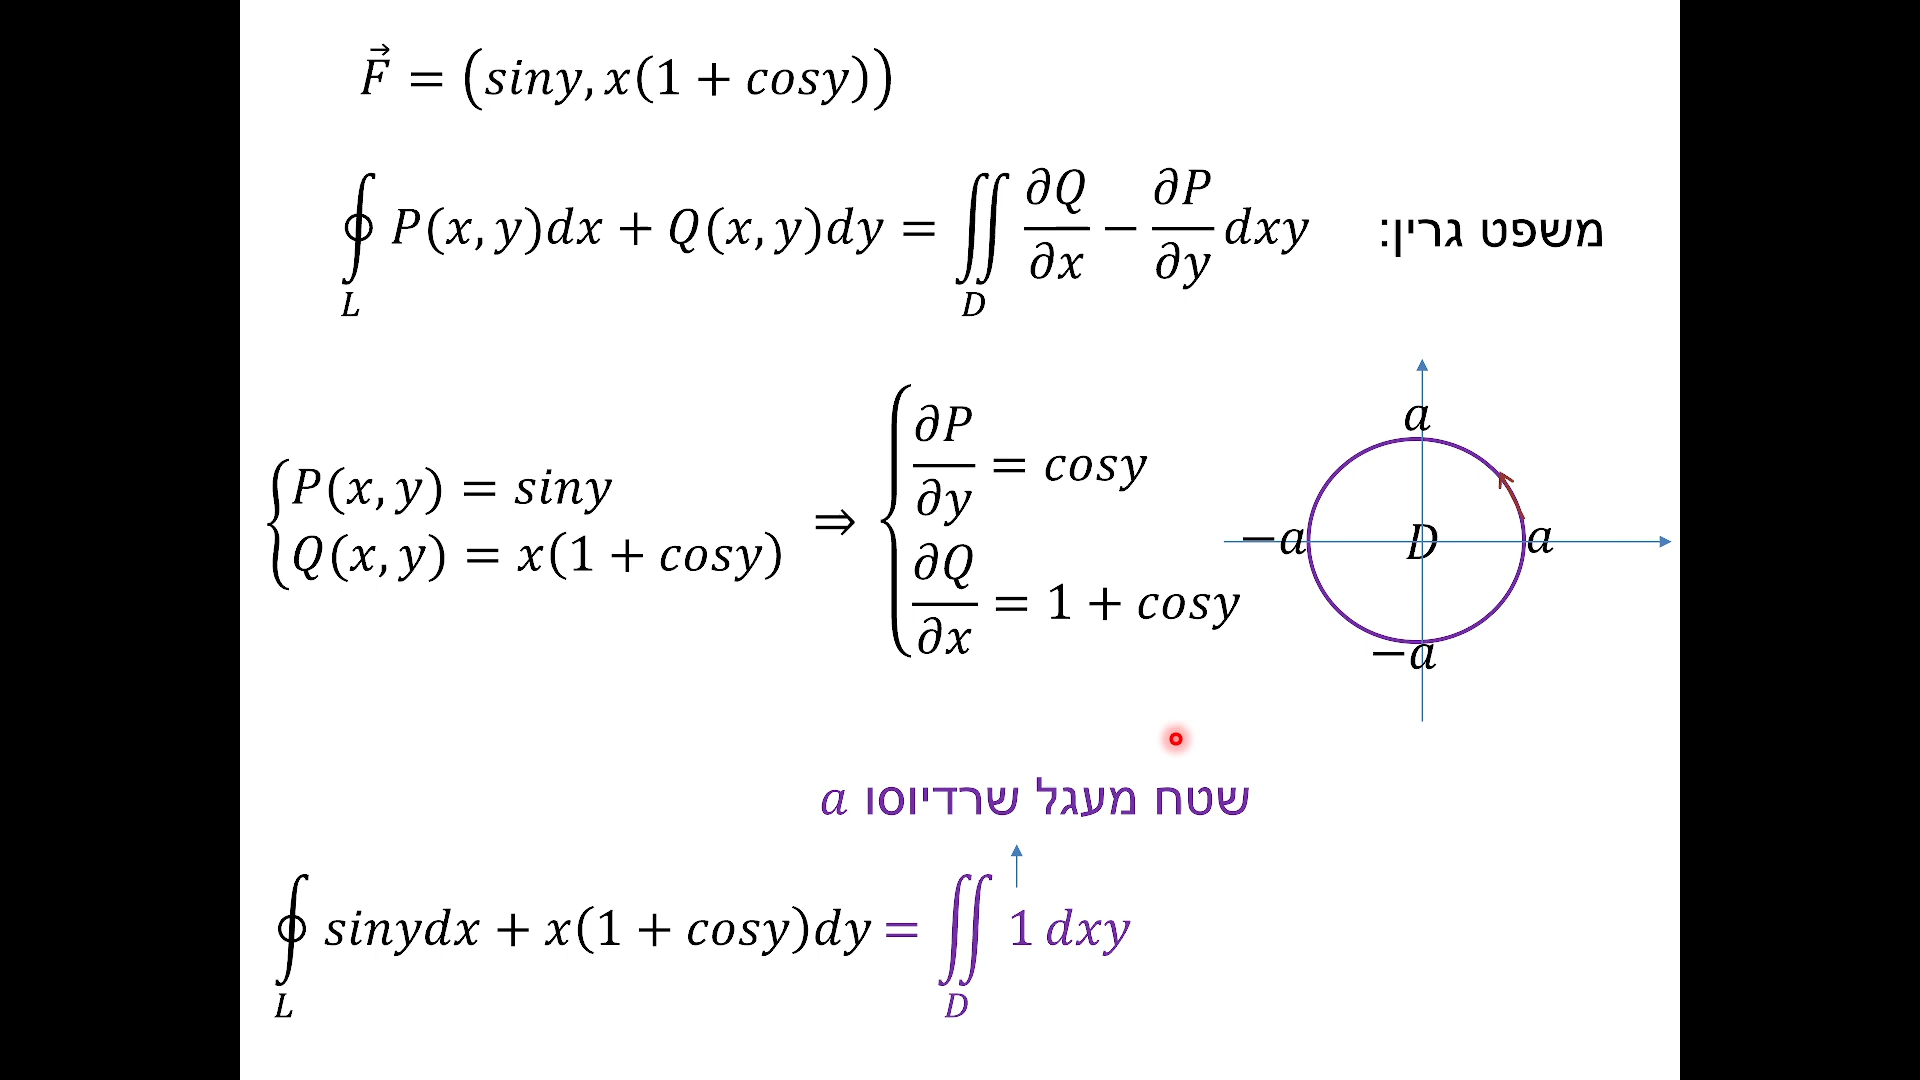 F⃗ = (siny, x(1 + cosy))
∮_L P(x, y)dx + Q(x, y)dy = ∬_D ∂Q/∂x − ∂P/∂y dxy משפט גרין:
{P(x, y) = siny
Q(x, y) = x(1 + cosy)
⇒ {∂P/∂y = cosy
∂Q/∂x = 1 + cosy
a
−a D a
−a
שטח מעגל שרדיוסו a
∮_L sinydx + x(1 + cosy)dy = ∬_D 1 dxy